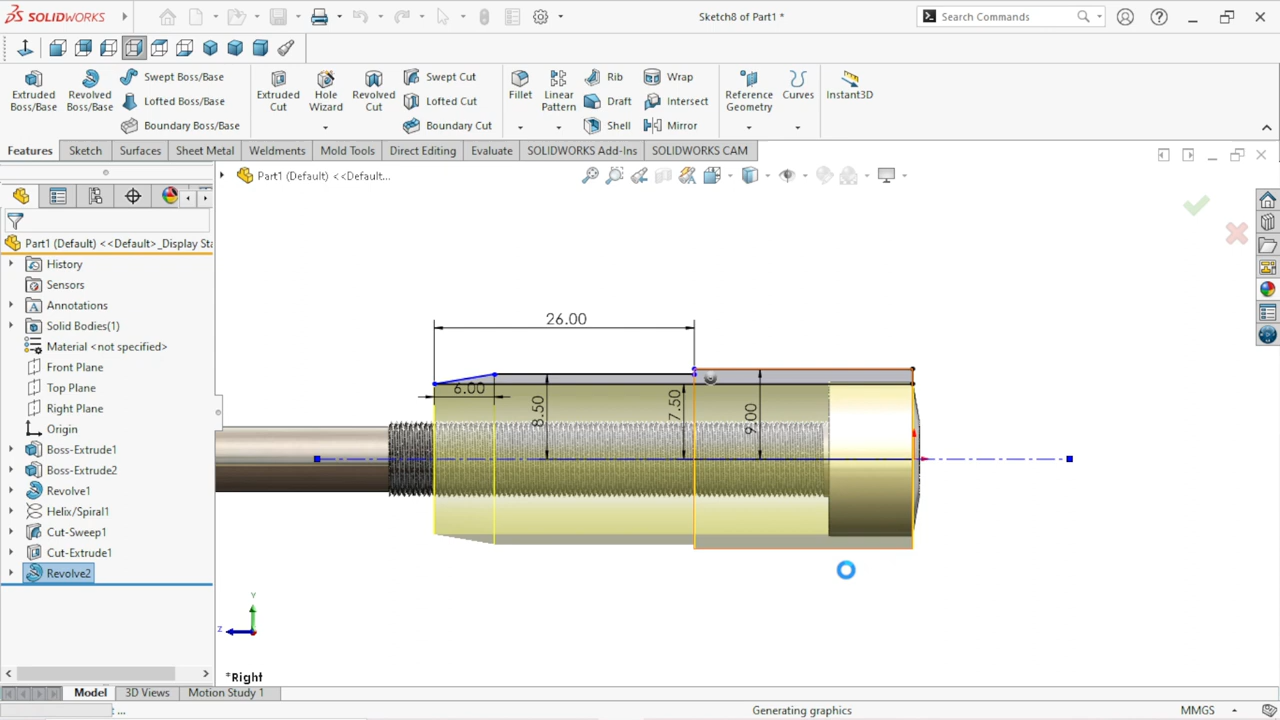 SOLIDWORKS
Sketch8 of Part1 *
Search Commands
Extruded Boss/Base
Revolved Boss/Base
Swept Boss/Base
Lofted Boss/Base
Boundary Boss/Base
Extruded Cut
Hole Wizard
Revolved Cut
Swept Cut
Lofted Cut
Boundary Cut
Fillet
Linear Pattern
Rib
Draft
Shell
Wrap
Intersect
Mirror
Reference Geometry
Curves
Instant3D
Features Sketch Surfaces Sheet Metal Weldments Mold Tools Direct Editing Evaluate SOLIDWORKS Add-Ins SOLIDWORKS CAM
Part1 (Default) <<Default...
Part1 (Default) <<Default>_Display Sta
History
Sensors
Annotations
Solid Bodies(1)
Material <not specified>
Front Plane
Top Plane
Right Plane
Origin
Boss-Extrude1
Boss-Extrude2
Revolve1
Helix/Spiral1
Cut-Sweep1
Cut-Extrude1
Revolve2
26.00
6.00
8.50
7.50
9.00
Y
Z
*Right
Model 3D Views Motion Study 1
: ...
Generating graphics
MMGS